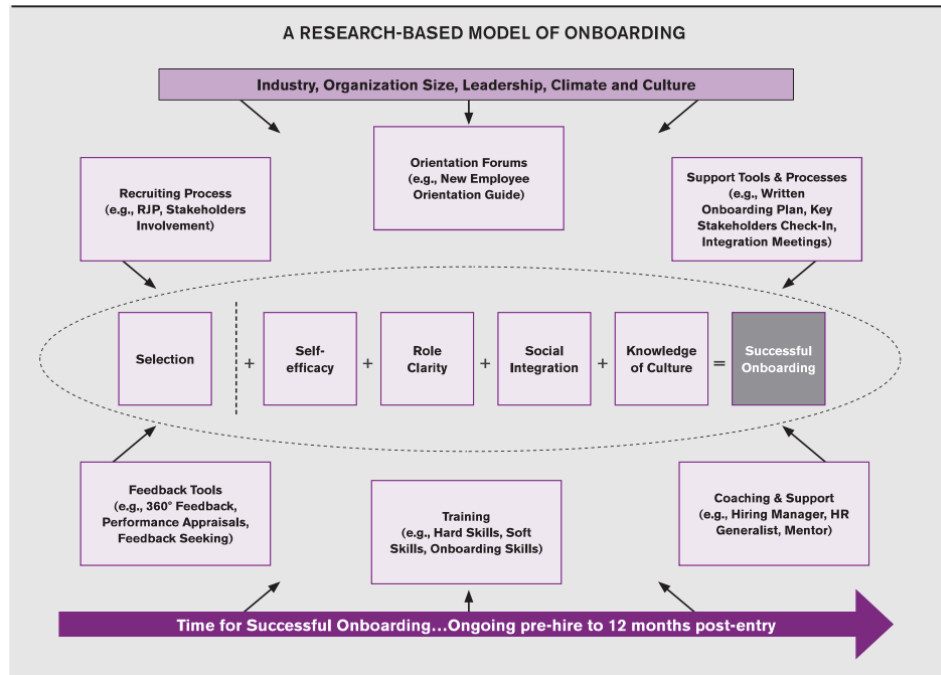 A RESEARCH-BASED MODEL OF ONBOARDING
Industry, Organization Size, Leadership, Climate and Culture
Recruiting Process
(e.g., RJP, Stakeholders
Involvement)
Orientation Forums
(e.g., New Employee
Orientation Guide)
Support Tools & Processes
(e.g., Written
Onboarding Plan, Key
Stakeholders Check-In,
Integration Meetings)
Selection
+
Self-
efficacy
+
Role
Clarity
+
Social
Integration
+
Knowledge
of Culture
=
Successful
Onboarding
Feedback Tools
(e.g., 360° Feedback,
Performance Appraisals,
Feedback Seeking)
Training
(e.g., Hard Skills, Soft
Skills, Onboarding Skills)
Coaching & Support
(e.g., Hiring Manager, HR
Generalist, Mentor)
Time for Successful Onboarding...Ongoing pre-hire to 12 months post-entry